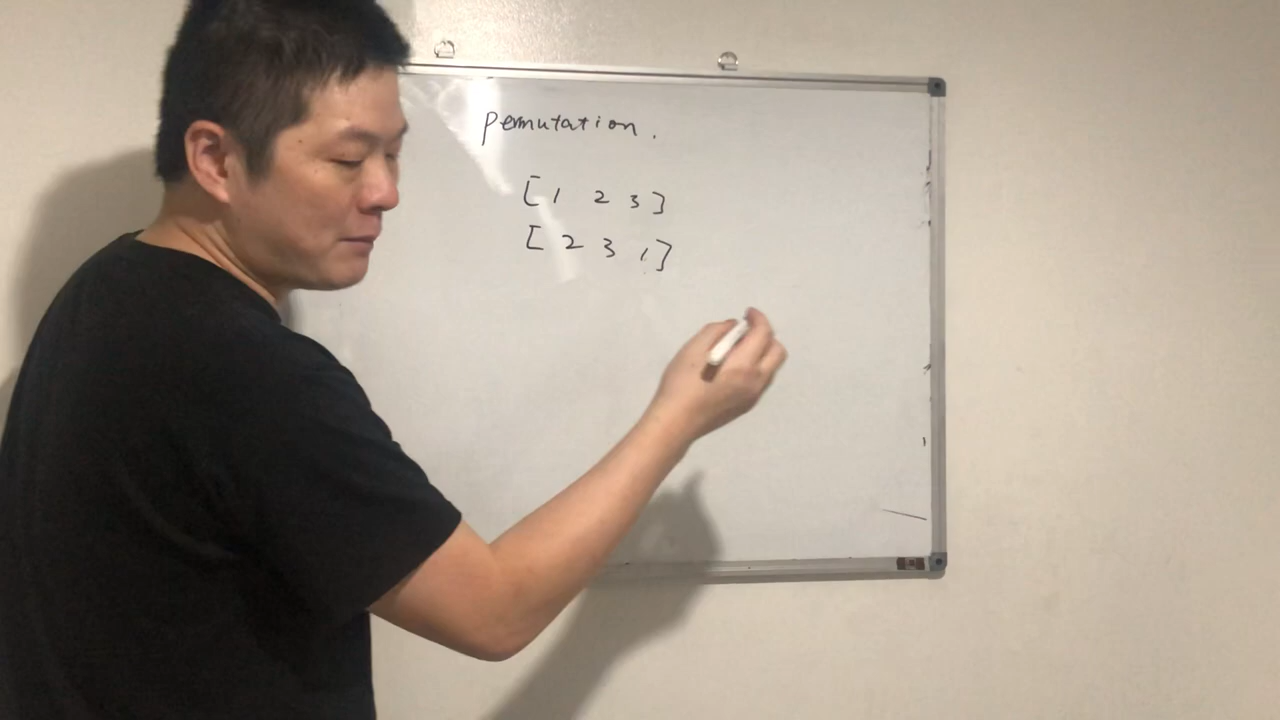 permutation.
[ 1 2 3 ]
[ 2 3 1 ]